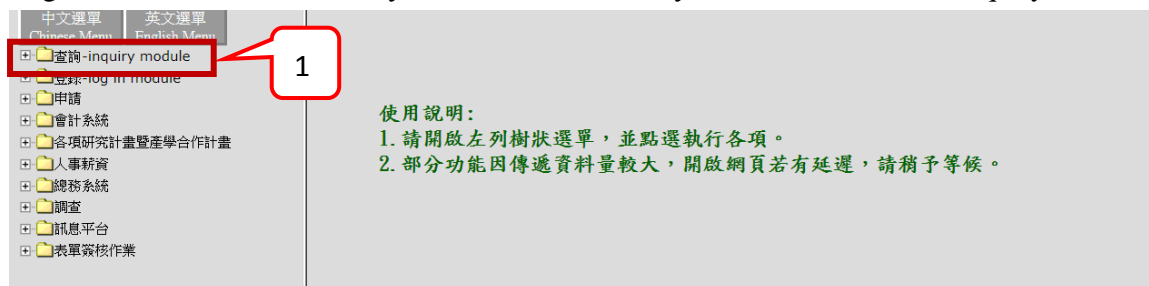 中文選單 英文選單
Chinese Menu English Menu
查詢-inquiry module
1
登錄-log in module
申請
會計系統
各項研究計畫暨產學合作計畫
人事薪資
總務系統
調查
訊息平台
表單簽核作業
使用說明:
1.請開啟左列樹狀選單，並點選執行各項。
2.部分功能因傳遞資料量較大，開啟網頁若有延遲，請稍予等候。